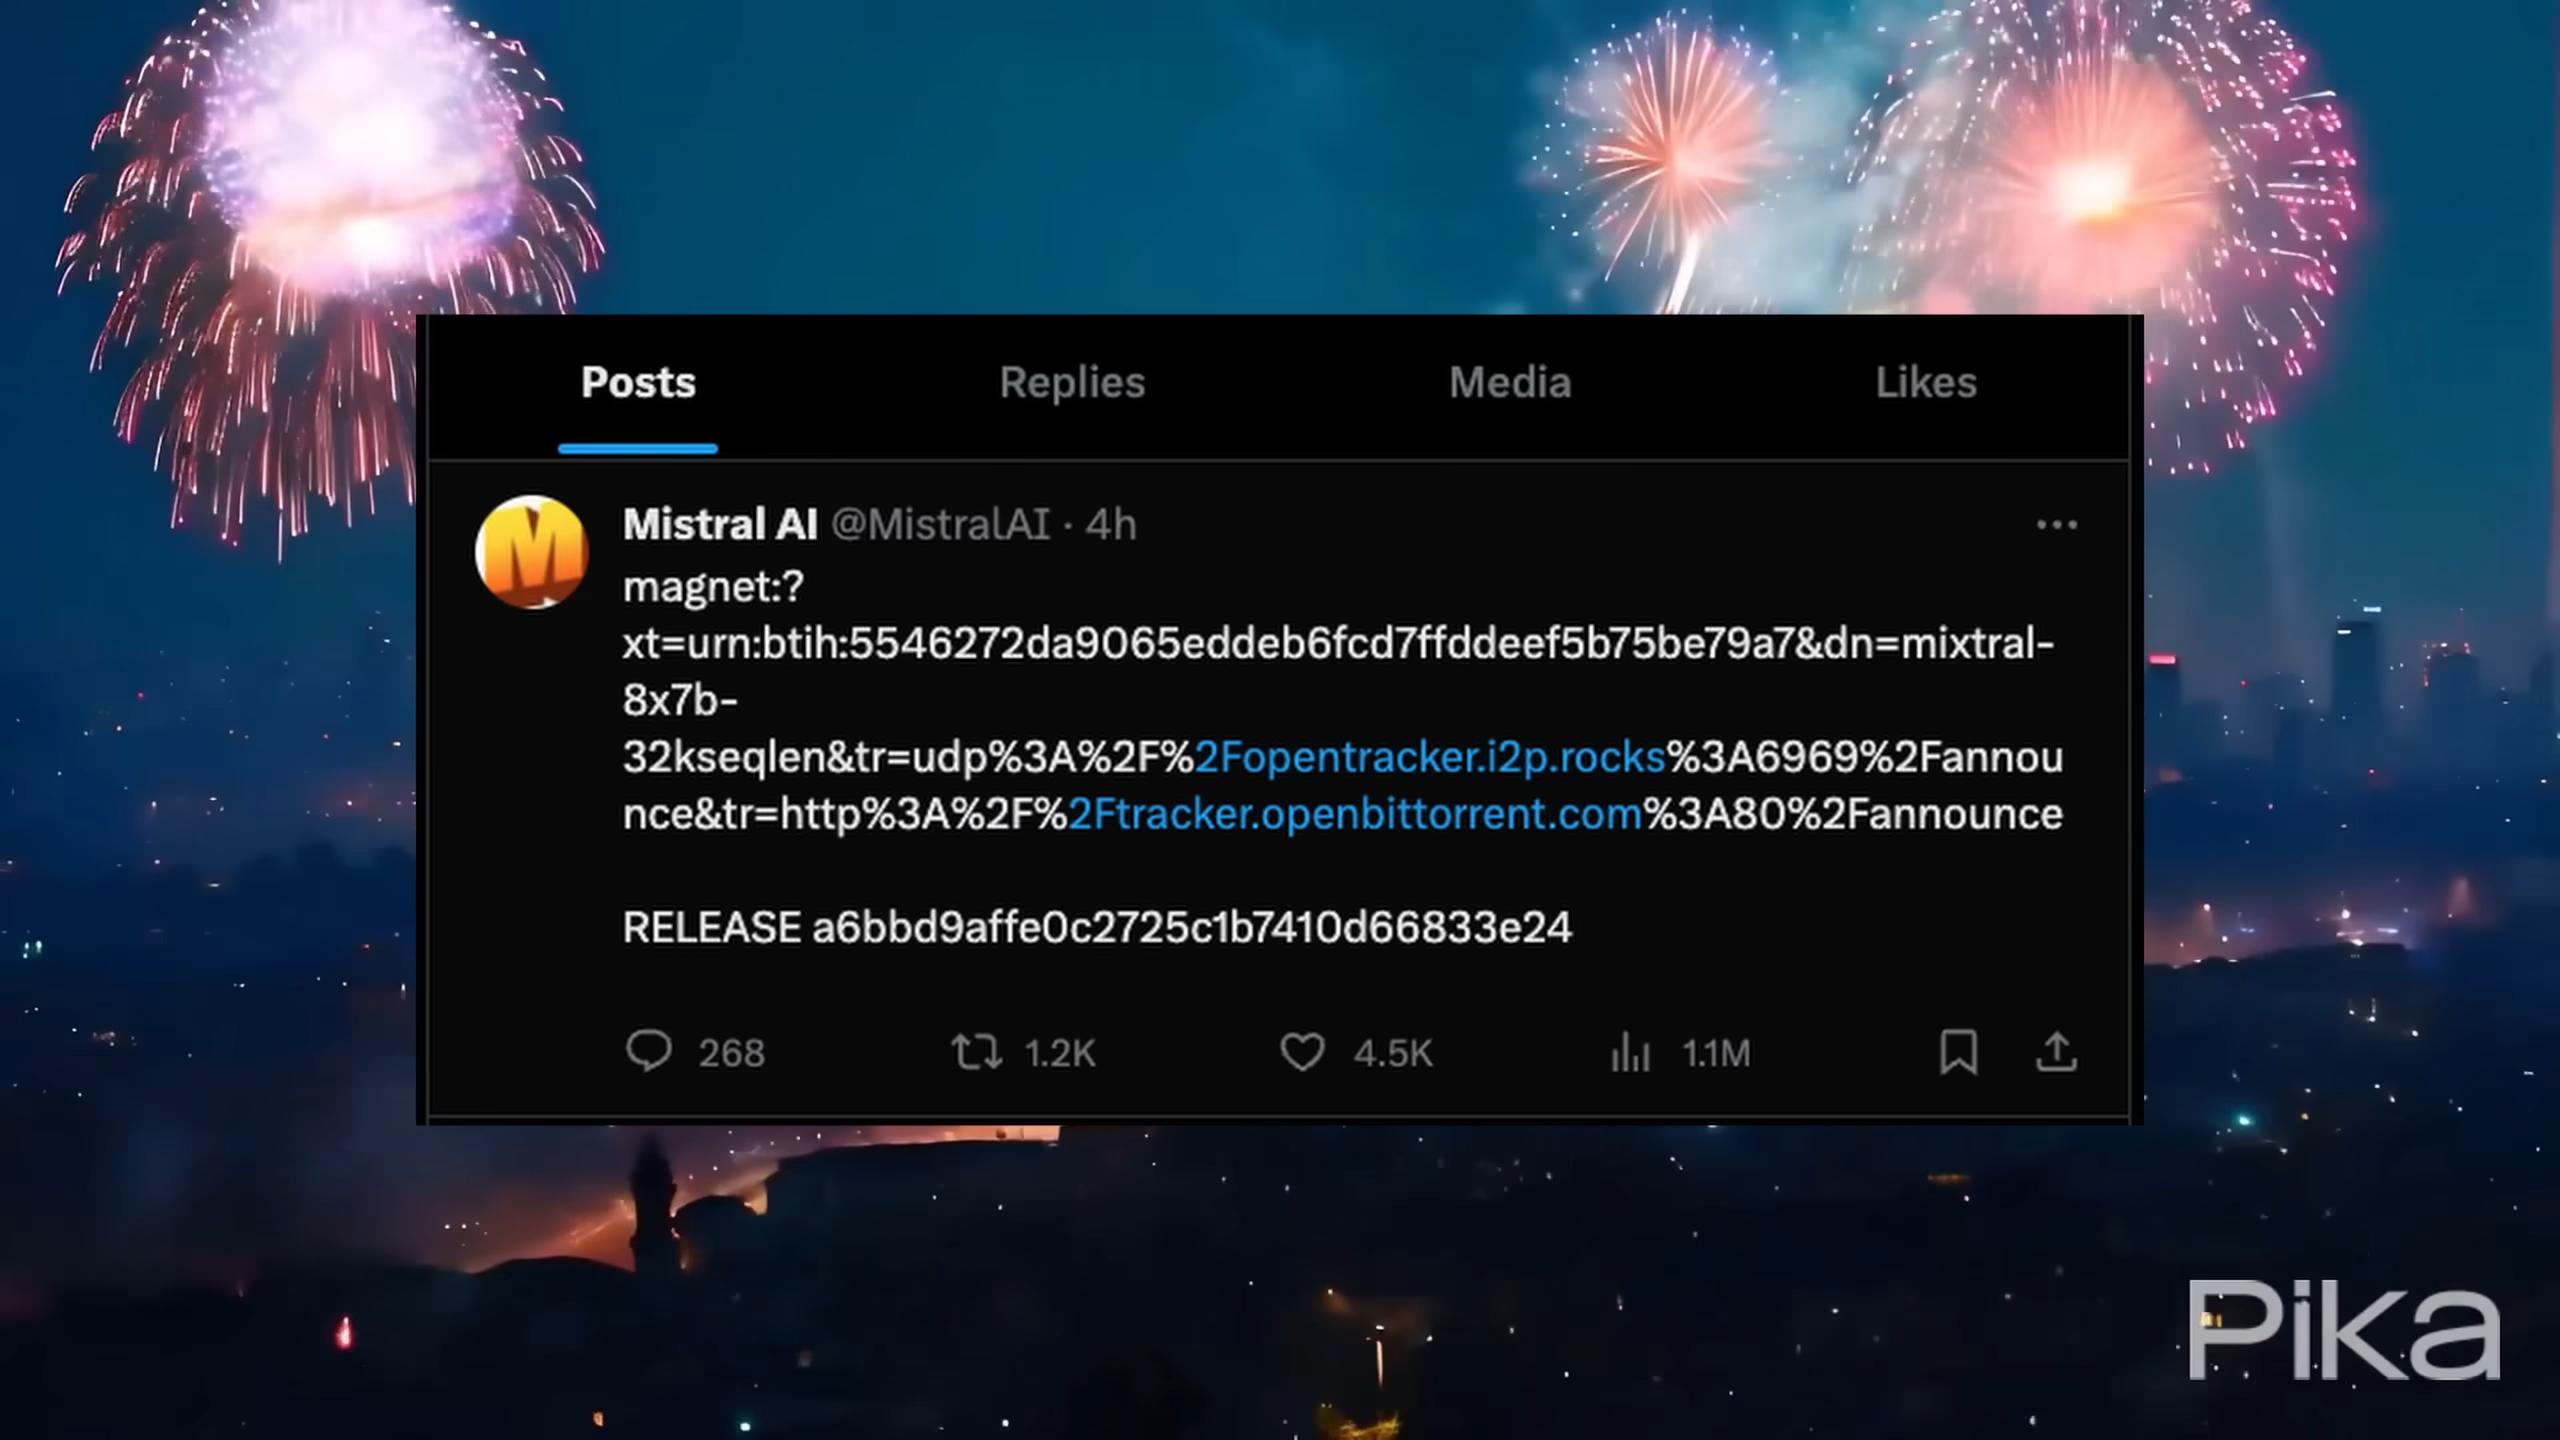 Posts Replies Media Likes
Mistral AI @MistralAI · 4h
magnet:?
xt=urn:btih:5546272da9065eddeb6fcd7ffddeef5b75be79a7&dn=mixtral-
8x7b-
32kseqlen&tr=udp%3A%2F%2Fopentracker.i2p.rocks%3A6969%2Fannou
nce&tr=http%3A%2F%2Ftracker.openbittorrent.com%3A80%2Fannounce
RELEASE a6bbd9affe0c2725c1b7410d66833e24
268 1.2K 4.5K 1.1M
Pika